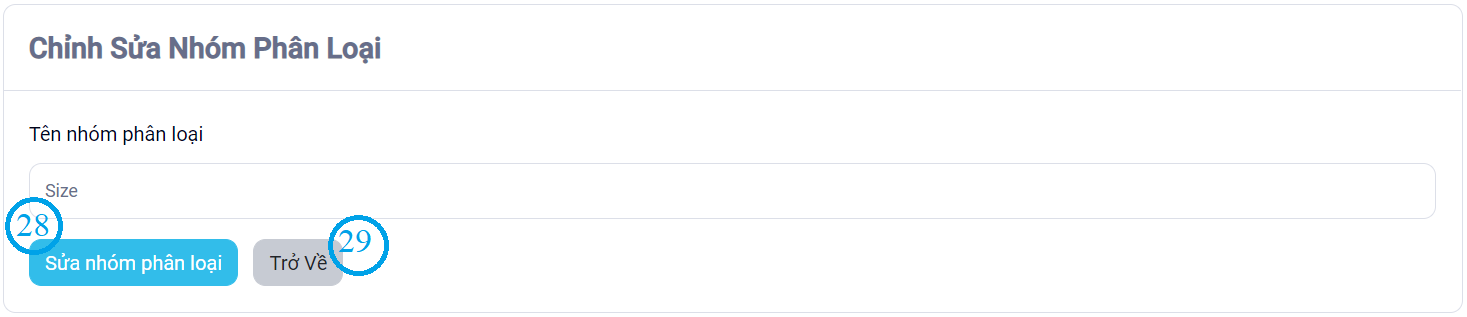 Chỉnh Sửa Nhóm Phân Loại
Tên nhóm phân loại
Size
28
29
Sửa nhóm phân loại
Trở Về